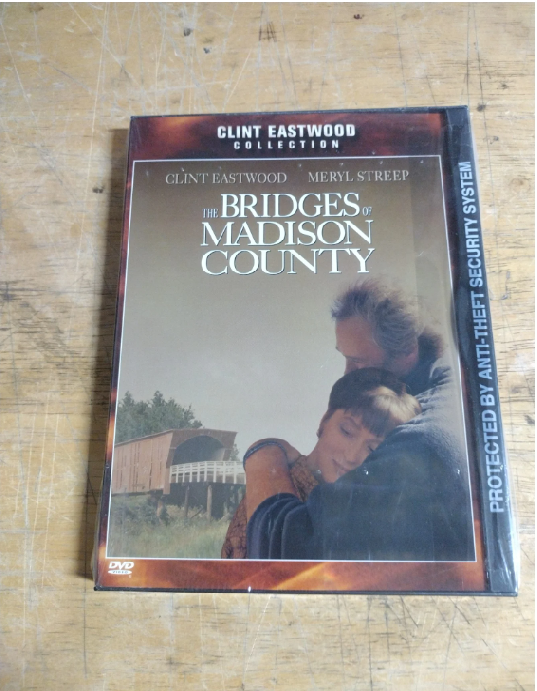 CLINT EASTWOOD
COLLECTION
CLINT EASTWOOD MERYL STREEP
THE BRIDGES OF
MADISON
COUNTY
DVD
VIDEO
PROTECTED BY ANTI-THEFT SECURITY SYSTEM